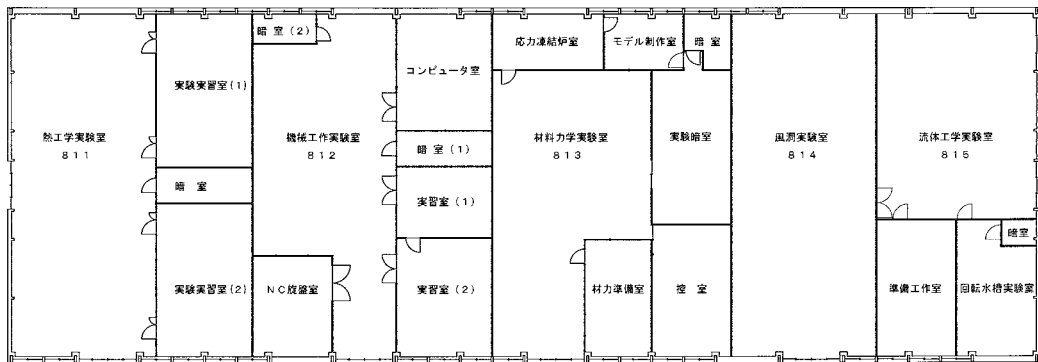 熱工学実験室
811
実験実習室(1)
暗 室
実験実習室(2)
暗 室(2)
機械工作実験室
812
NC旋盤室
コンピュータ室
暗 室(1)
実習室(1)
実習室(2)
応力凍結炉室
モデル制作室
暗 室
材料力学実験室
813
実験暗室
材力準備室
控 室
風洞実験室
814
流体工学実験室
815
準備工作室
暗室
回転水槽実験室